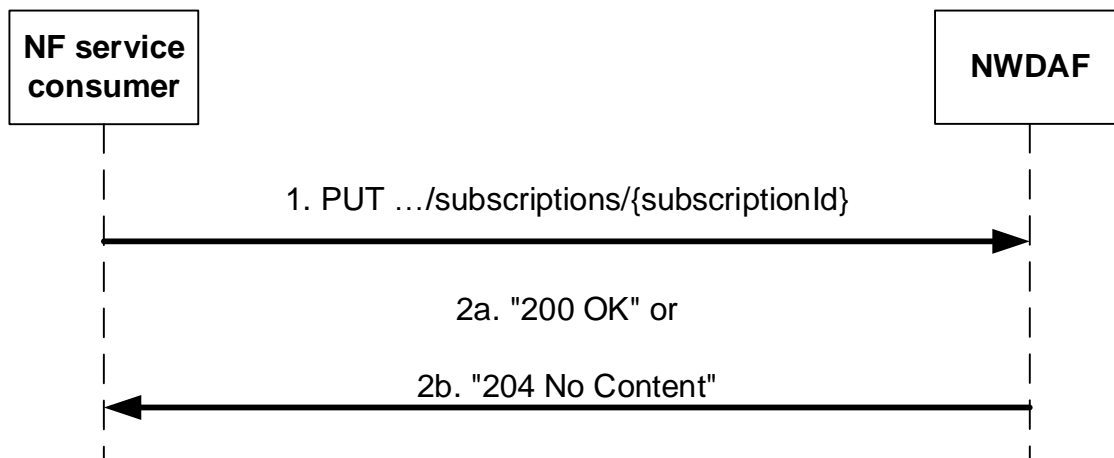 NF service
consumer
NWDAF
1. PUT …/subscriptions/{subscriptionId}
2a. "200 OK" or
2b. "204 No Content"